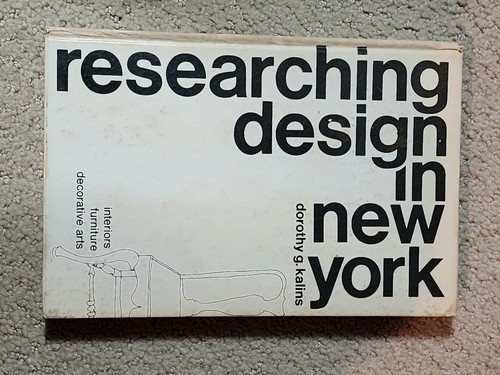 researching
design
in
new
york
dorothy g. kalins
interiors
furniture
decorative arts